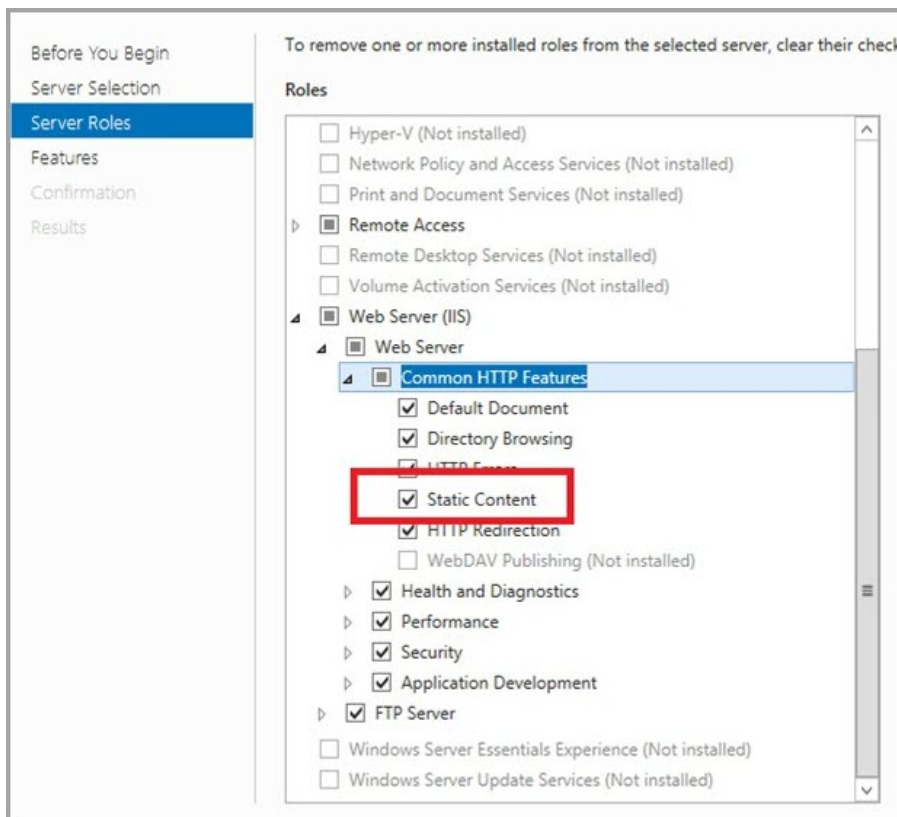 Before You Begin
Server Selection
Server Roles
Features
Confirmation
Results
To remove one or more installed roles from the selected server, clear their check
Roles
Hyper-V (Not installed)
Network Policy and Access Services (Not installed)
Print and Document Services (Not installed)
Remote Access
Remote Desktop Services (Not installed)
Volume Activation Services (Not installed)
Web Server (IIS)
Web Server
Common HTTP Features
Default Document
Directory Browsing
HTTP Errors
Static Content
HTTP Redirection
WebDAV Publishing (Not installed)
Health and Diagnostics
Performance
Security
Application Development
FTP Server
Windows Server Essentials Experience (Not installed)
Windows Server Update Services (Not installed)